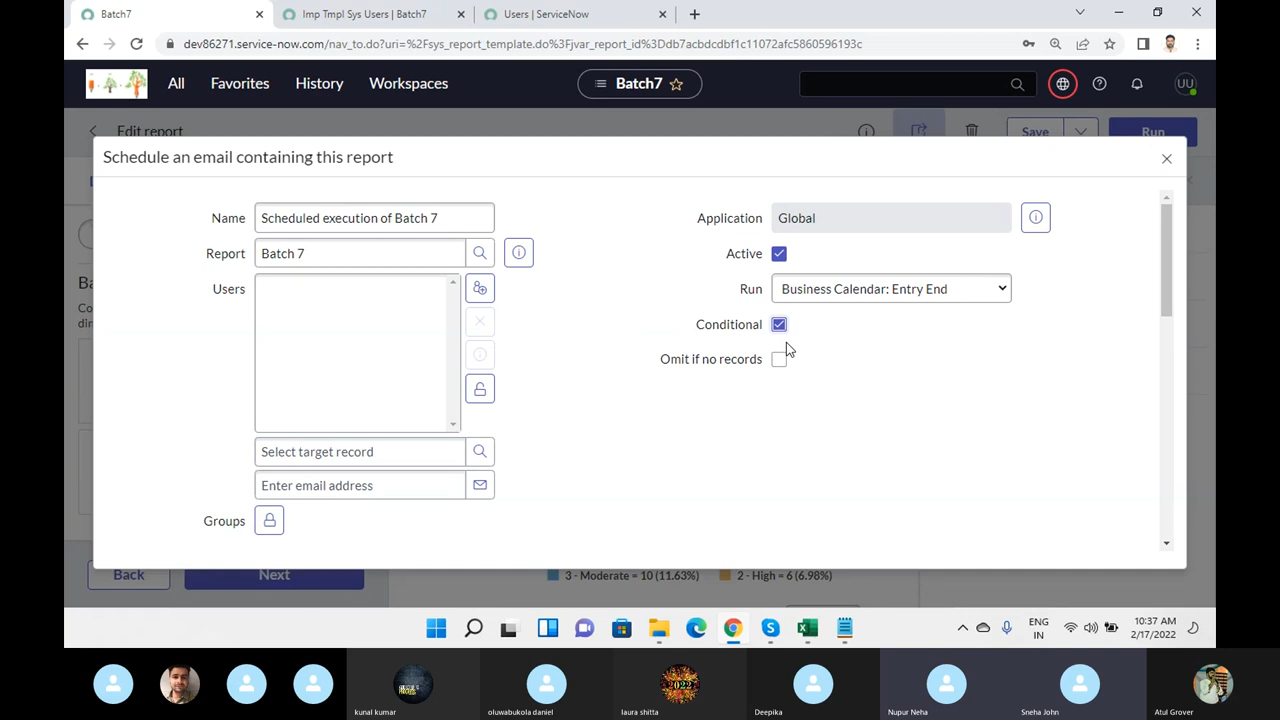 Batch7
Imp Tmpl Sys Users | Batch7
Users | ServiceNow
dev86271.service-now.com/nav_to.do?uri=%2Fsys_report_template.do%3Fjvar_report_id%3Ddb7acbdcdbf1c11072afc5860596193c
All
Favorites
History
Workspaces
Batch7
UU
Edit report
Save
Run
Schedule an email containing this report
Name
Scheduled execution of Batch 7
Application
Global
Report
Batch 7
Active
Users
Run
Business Calendar: Entry End
Conditional
Omit if no records
Select target record
Enter email address
Groups
Back
Next
3 - Moderate = 10 (11.63%)
2 - High = 6 (6.98%)
ENG
IN
10:37 AM
2/17/2022
kunal kumar
oluwabukola daniel
laura shitta
Deepika
Nupur Neha
Sneha John
Atul Grover
2022